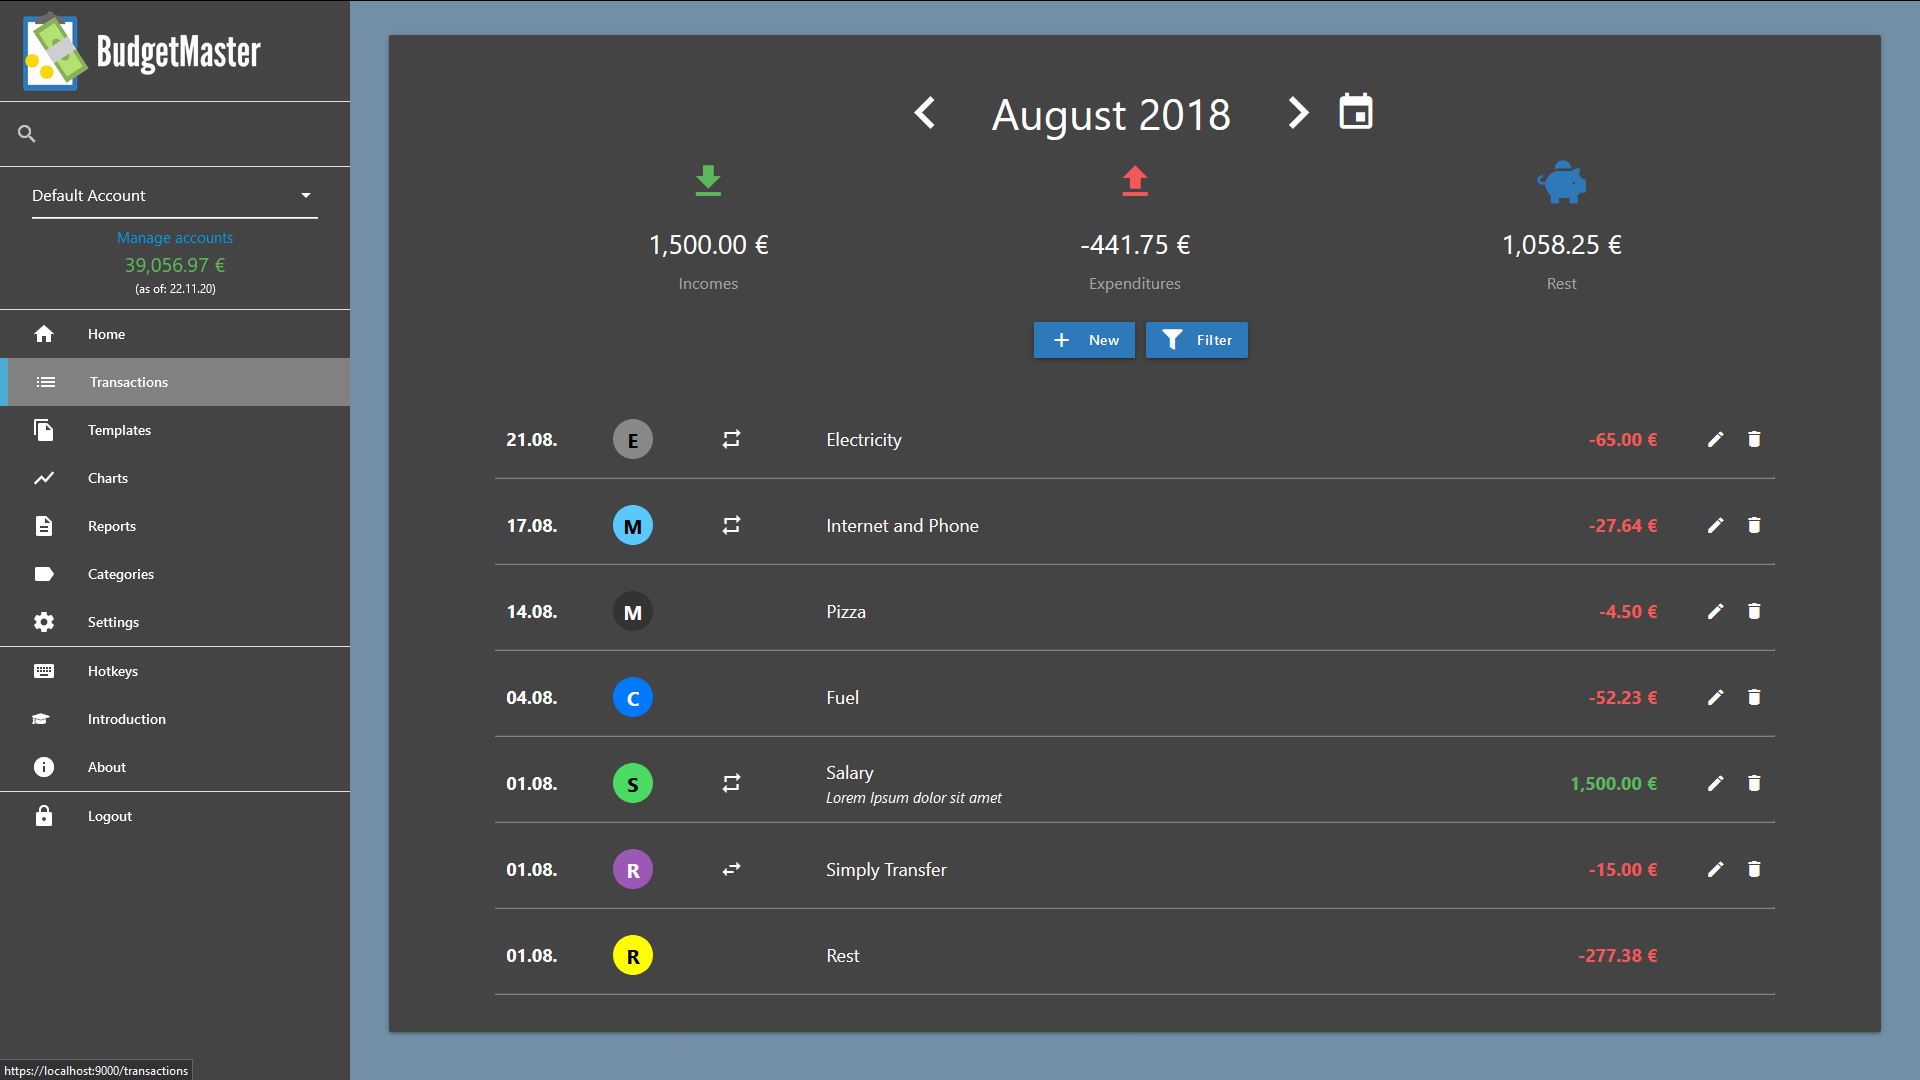 BudgetMaster
Default Account
Manage accounts
39,056.97 €
(as of: 22.11.20)
Home
Transactions
Templates
Charts
Reports
Categories
Settings
Hotkeys
Introduction
About
Logout
https://localhost:9000/transactions
August 2018
1,500.00 € -441.75 € 1,058.25 €
Incomes Expenditures Rest
New Filter
21.08. E Electricity -65.00 €
17.08. M Internet and Phone -27.64 €
14.08. M Pizza -4.50 €
04.08. C Fuel -52.23 €
01.08. S Salary 1,500.00 €
Lorem Ipsum dolor sit amet
01.08. R Simply Transfer -15.00 €
01.08. R Rest -277.38 €